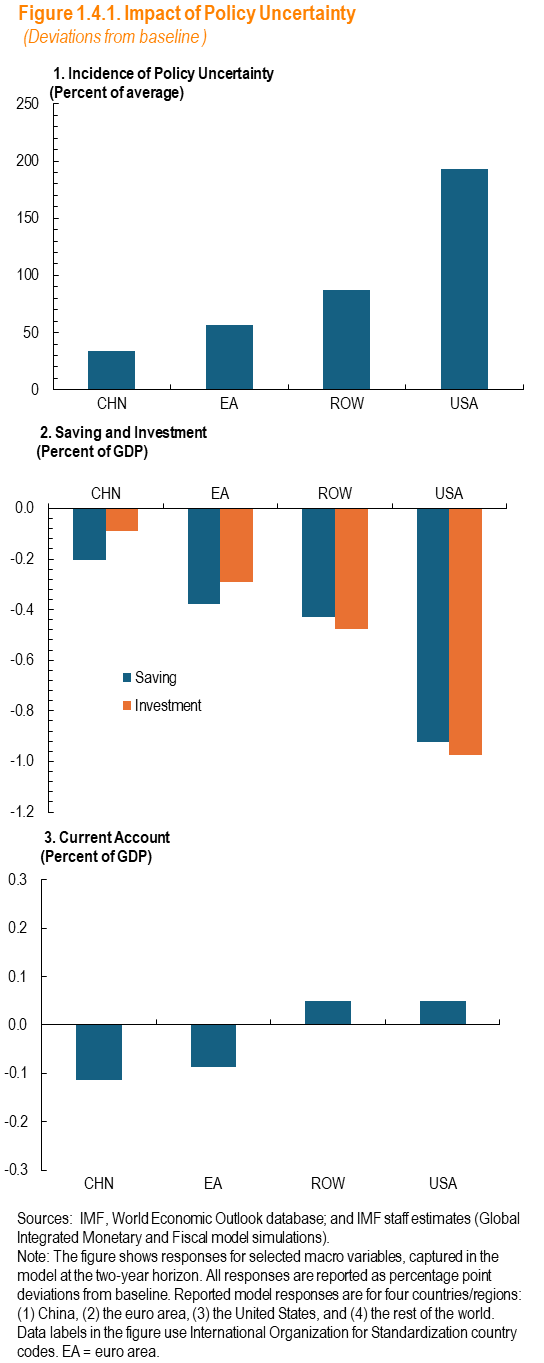 Figure 1.4.1. Impact of Policy Uncertainty
(Deviations from baseline )
1. Incidence of Policy Uncertainty
(Percent of average)
250
200
150
100
50
0
CHN EA ROW USA
2. Saving and Investment
(Percent of GDP)
CHN EA ROW USA
0.0
-0.2
-0.4
-0.6
Saving
Investment
-0.8
-1.0
-1.2
3. Current Account
(Percent of GDP)
0.3
0.2
0.1
0.0
-0.1
-0.2
-0.3
CHN EA ROW USA
Sources: IMF, World Economic Outlook database; and IMF staff estimates (Global
Integrated Monetary and Fiscal model simulations).
Note: The figure shows responses for selected macro variables, captured in the
model at the two-year horizon. All responses are reported as percentage point
deviations from baseline. Reported model responses are for four countries/regions:
(1) China, (2) the euro area, (3) the United States, and (4) the rest of the world.
Data labels in the figure use International Organization for Standardization country
codes. EA = euro area.